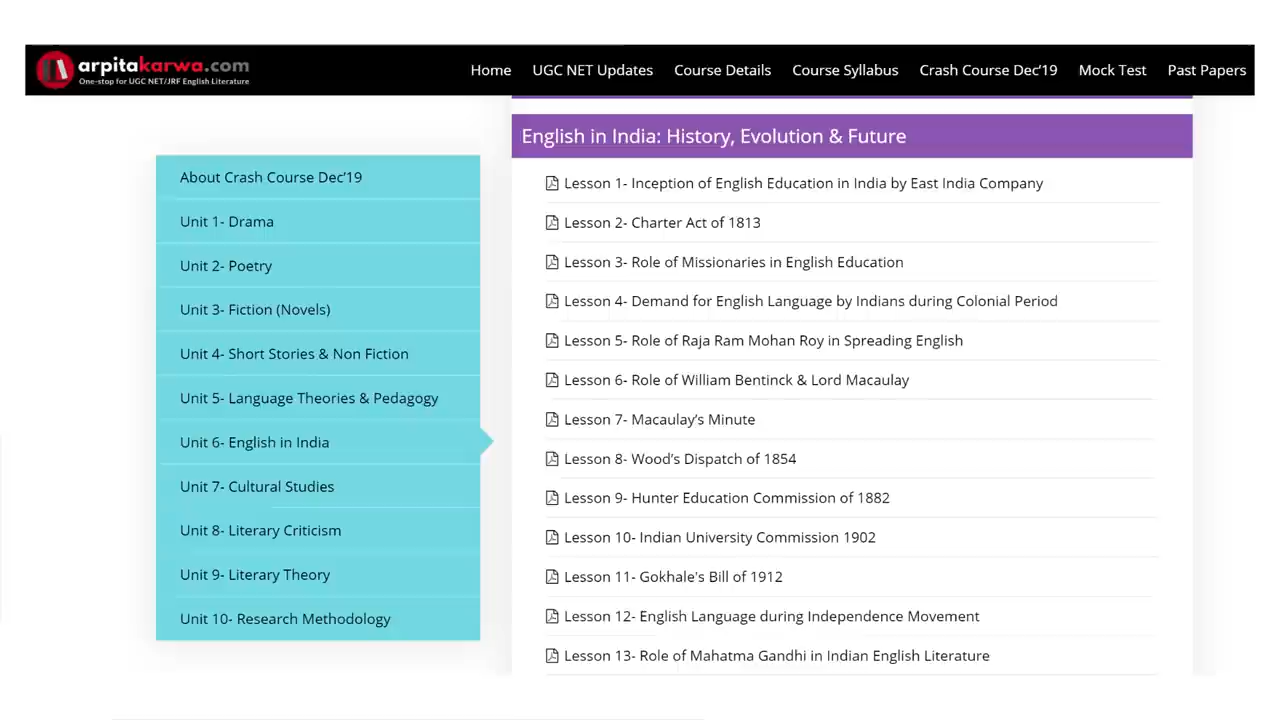 arpitakarwa.com
One-stop for UGC NET/JRF English Literature
Home UGC NET Updates Course Details Course Syllabus Crash Course Dec’19 Mock Test Past Papers
About Crash Course Dec’19
Unit 1- Drama
Unit 2- Poetry
Unit 3- Fiction (Novels)
Unit 4- Short Stories & Non Fiction
Unit 5- Language Theories & Pedagogy
Unit 6- English in India
Unit 7- Cultural Studies
Unit 8- Literary Criticism
Unit 9- Literary Theory
Unit 10- Research Methodology
English in India: History, Evolution & Future
Lesson 1- Inception of English Education in India by East India Company
Lesson 2- Charter Act of 1813
Lesson 3- Role of Missionaries in English Education
Lesson 4- Demand for English Language by Indians during Colonial Period
Lesson 5- Role of Raja Ram Mohan Roy in Spreading English
Lesson 6- Role of William Bentinck & Lord Macaulay
Lesson 7- Macaulay’s Minute
Lesson 8- Wood’s Dispatch of 1854
Lesson 9- Hunter Education Commission of 1882
Lesson 10- Indian University Commission 1902
Lesson 11- Gokhale's Bill of 1912
Lesson 12- English Language during Independence Movement
Lesson 13- Role of Mahatma Gandhi in Indian English Literature